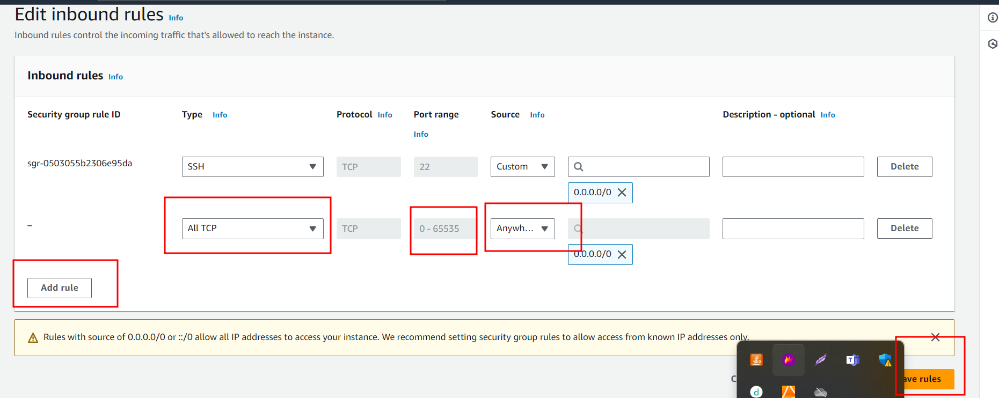 Edit inbound rules Info
Inbound rules control the incoming traffic that's allowed to reach the instance.
Inbound rules Info
Security group rule ID Type Info Protocol Info Port range Source Info Description - optional Info
Info
sgr-0503055b2306e95da SSH TCP 22 Custom Delete
0.0.0.0/0
– All TCP TCP 0 - 65535 Anywh... Delete
0.0.0.0/0
Add rule
Rules with source of 0.0.0.0/0 or ::/0 allow all IP addresses to access your instance. We recommend setting security group rules to allow access from known IP addresses only.
T
C ave rules
d